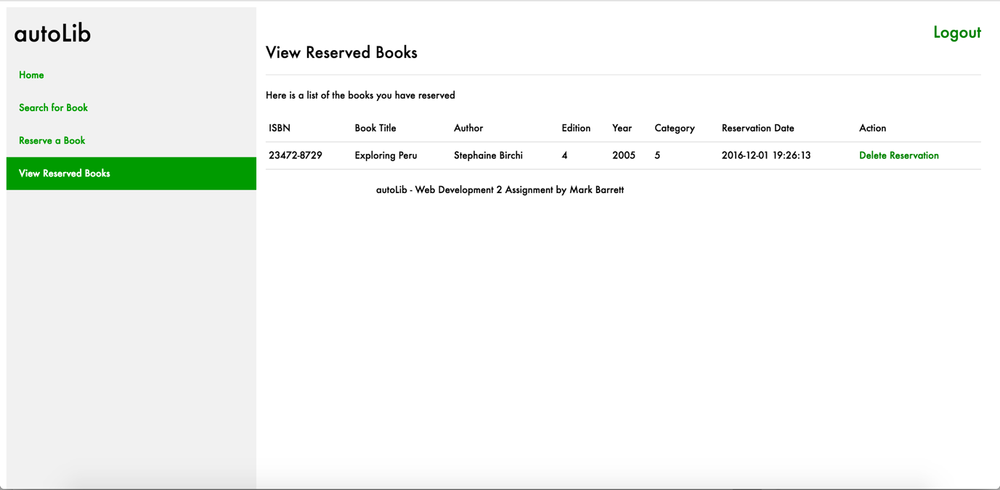 autoLib
Home
Search for Book
Reserve a Book
View Reserved Books
Logout
View Reserved Books
Here is a list of the books you have reserved
ISBN Book Title Author Edition Year Category Reservation Date Action
23472-8729 Exploring Peru Stephaine Birchi 4 2005 5 2016-12-01 19:26:13 Delete Reservation
autoLib - Web Development 2 Assignment by Mark Barrett